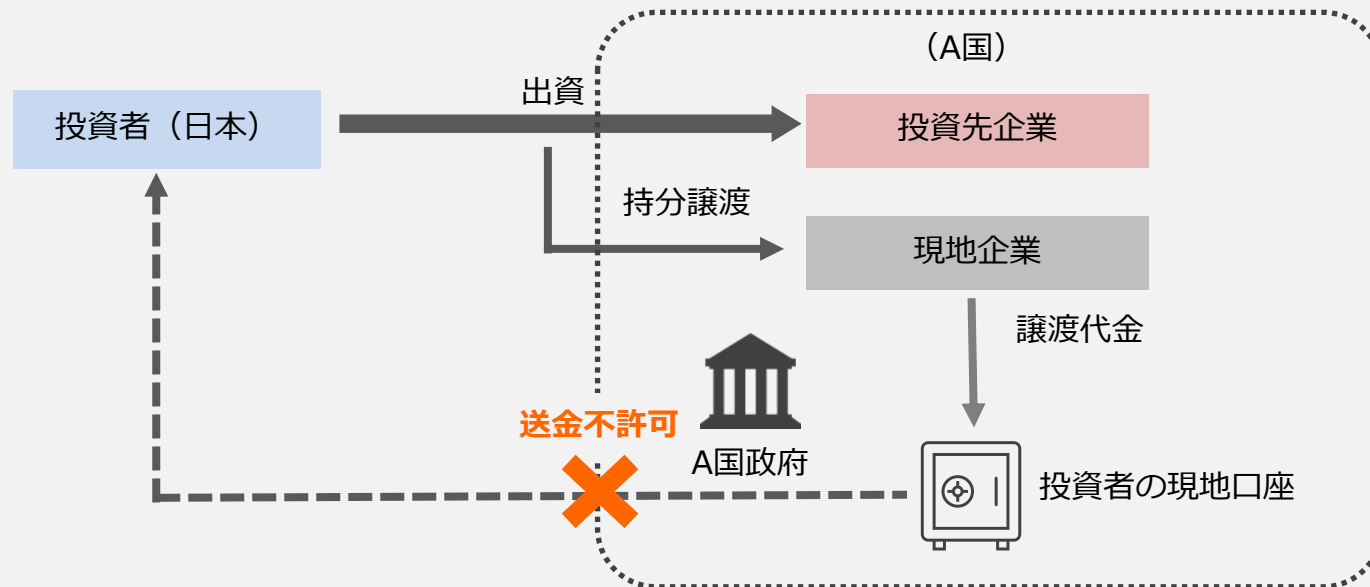 （A国）
出資
投資者（日本）
投資先企業
持分譲渡
現地企業
譲渡代金
送金不許可
A国政府
投資者の現地口座